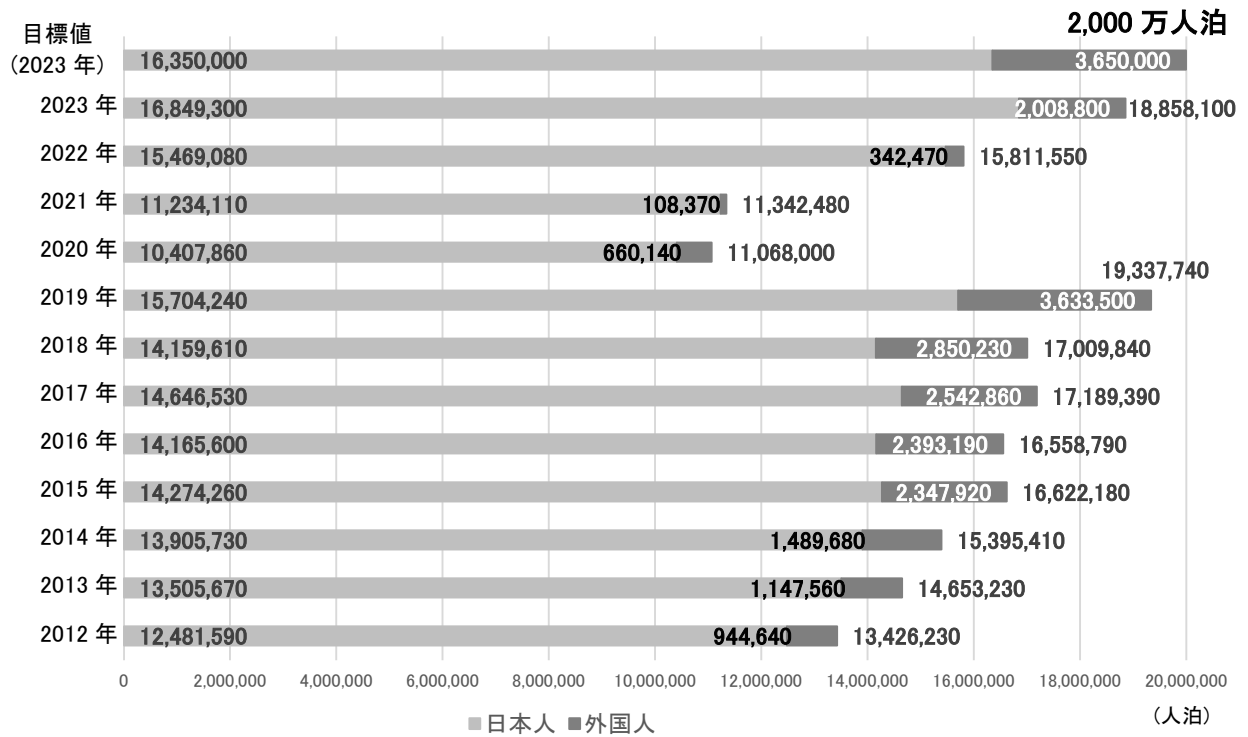 2,000 万人泊
目標値
(2023 年)
16,350,000 3,650,000
2023 年 16,849,300 2,008,800 18,858,100
2022 年 15,469,080 342,470 15,811,550
2021 年 11,234,110 108,370 11,342,480
2020 年 10,407,860 660,140 11,068,000
19,337,740
2019 年 15,704,240 3,633,500
2018 年 14,159,610 2,850,230 17,009,840
2017 年 14,646,530 2,542,860 17,189,390
2016 年 14,165,600 2,393,190 16,558,790
2015 年 14,274,260 2,347,920 16,622,180
2014 年 13,905,730 1,489,680 15,395,410
2013 年 13,505,670 1,147,560 14,653,230
2012 年 12,481,590 944,640 13,426,230
0 2,000,000 4,000,000 6,000,000 8,000,000 10,000,000 12,000,000 14,000,000 16,000,000 18,000,000 20,000,000
(人泊)
日本人 外国人